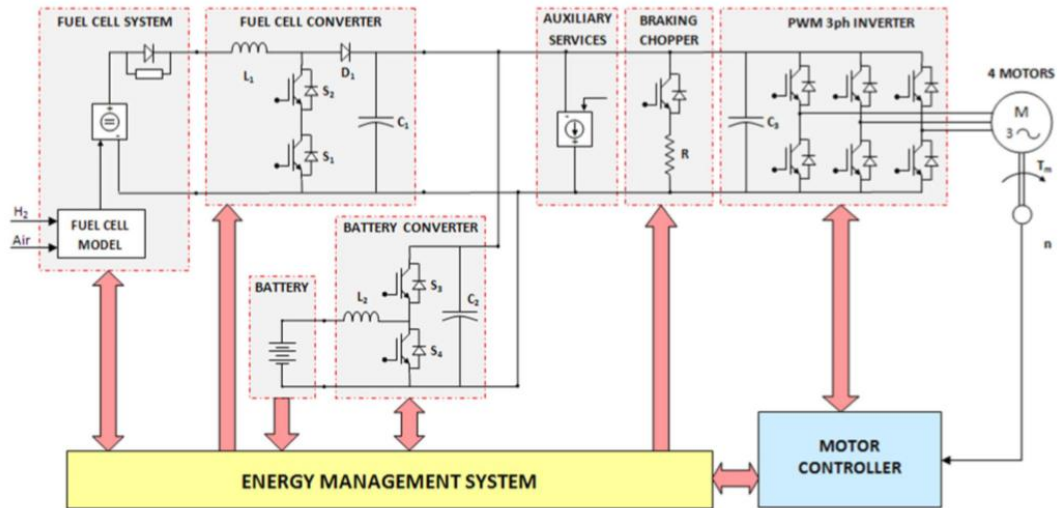 FUEL CELL SYSTEM
FUEL CELL CONVERTER
AUXILIARY
SERVICES
BRAKING
CHOPPER
PWM 3ph INVERTER
4 MOTORS
L₁
D₁
S₂
S₁
C₁
R
C₃
M
3
Tₘ
n
H₂
Air
FUEL CELL
MODEL
BATTERY CONVERTER
BATTERY
L₂
S₃
S₄
C₂
ENERGY MANAGEMENT SYSTEM
MOTOR
CONTROLLER